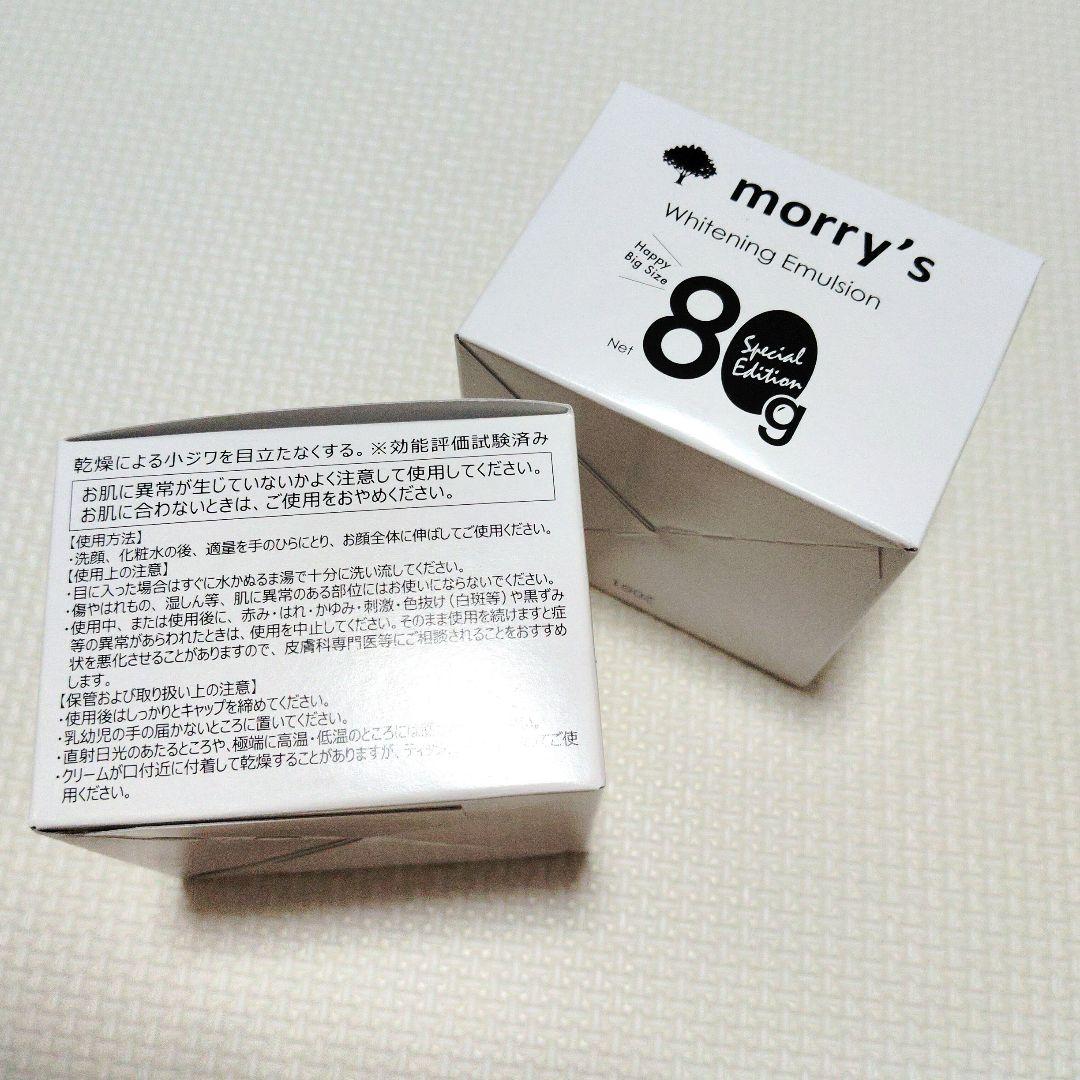 morry's
Whitening Emulsion
Happy
Big Size
Net 80g
Special
Edition
乾燥による小ジワを目立たなくする。※効能評価試験済み
お肌に異常が生じていないかよく注意して使用してください。
お肌に合わないときは、ご使用をおやめください。
【使用方法】
・洗顔、化粧水の後、適量を手のひらにとり、お顔全体に伸ばしてご使用ください。
【使用上の注意】
・目に入った場合はすぐに水かぬるま湯で十分に洗い流してください。
・傷やはれもの、湿しん等、肌に異常のある部位にはお使いにならないでください。
・使用中、または使用後に、赤み・はれ・かゆみ・刺激・色抜け(白斑等)や黒ずみ
等の異常があらわれたときは、使用を中止してください。そのまま使用を続けますと症
状を悪化させることがありますので、皮膚科専門医等にご相談されることをおすすめ
します。
【保管および取り扱い上の注意】
・使用後はしっかりとキャップを締めてください。
・乳幼児の手の届かないところに置いてください。
・直射日光のあたるところや、極端に高温・低温のところには
・クリームが口付近に付着して乾燥することがありますが、ティッシュ てご使
用ください。